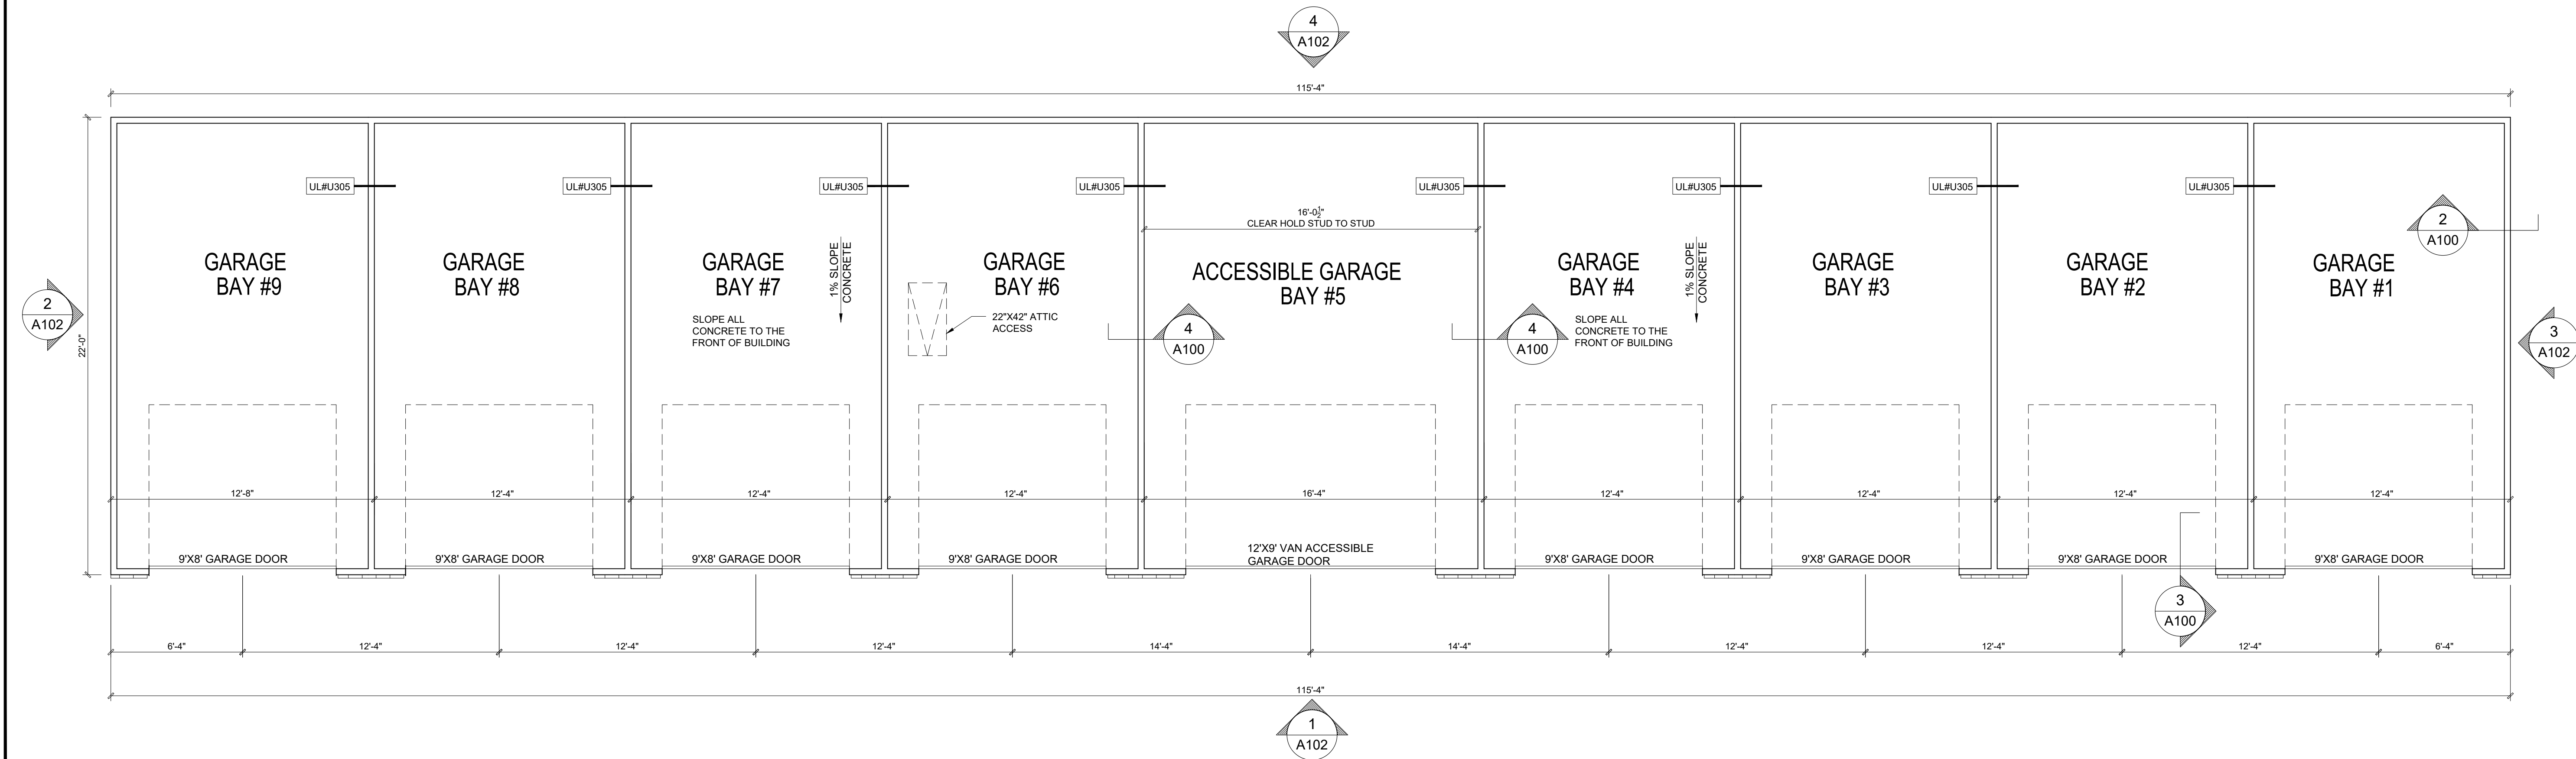 4
A102
115'-4"
UL#U305
UL#U305
UL#U305
UL#U305
UL#U305
UL#U305
UL#U305
UL#U305
16'-0½"
CLEAR HOLD STUD TO STUD
2
A100
GARAGE
BAY #9
GARAGE
BAY #8
GARAGE
BAY #7
1% SLOPE
CONCRETE
GARAGE
BAY #6
ACCESSIBLE GARAGE
BAY #5
GARAGE
BAY #4
1% SLOPE
CONCRETE
GARAGE
BAY #3
GARAGE
BAY #2
GARAGE
BAY #1
2
A102
22'-0"
SLOPE ALL
CONCRETE TO THE
FRONT OF BUILDING
22"X42" ATTIC
ACCESS
4
A100
4
A100
SLOPE ALL
CONCRETE TO THE
FRONT OF BUILDING
3
A102
12'-8"
12'-4"
12'-4"
12'-4"
16'-4"
12'-4"
12'-4"
12'-4"
12'-4"
9'X8' GARAGE DOOR
9'X8' GARAGE DOOR
9'X8' GARAGE DOOR
9'X8' GARAGE DOOR
12'X9' VAN ACCESSIBLE
GARAGE DOOR
9'X8' GARAGE DOOR
9'X8' GARAGE DOOR
9'X8' GARAGE DOOR
9'X8' GARAGE DOOR
3
A100
6'-4"
12'-4"
12'-4"
12'-4"
14'-4"
14'-4"
12'-4"
12'-4"
12'-4"
6'-4"
115'-4"
1
A102